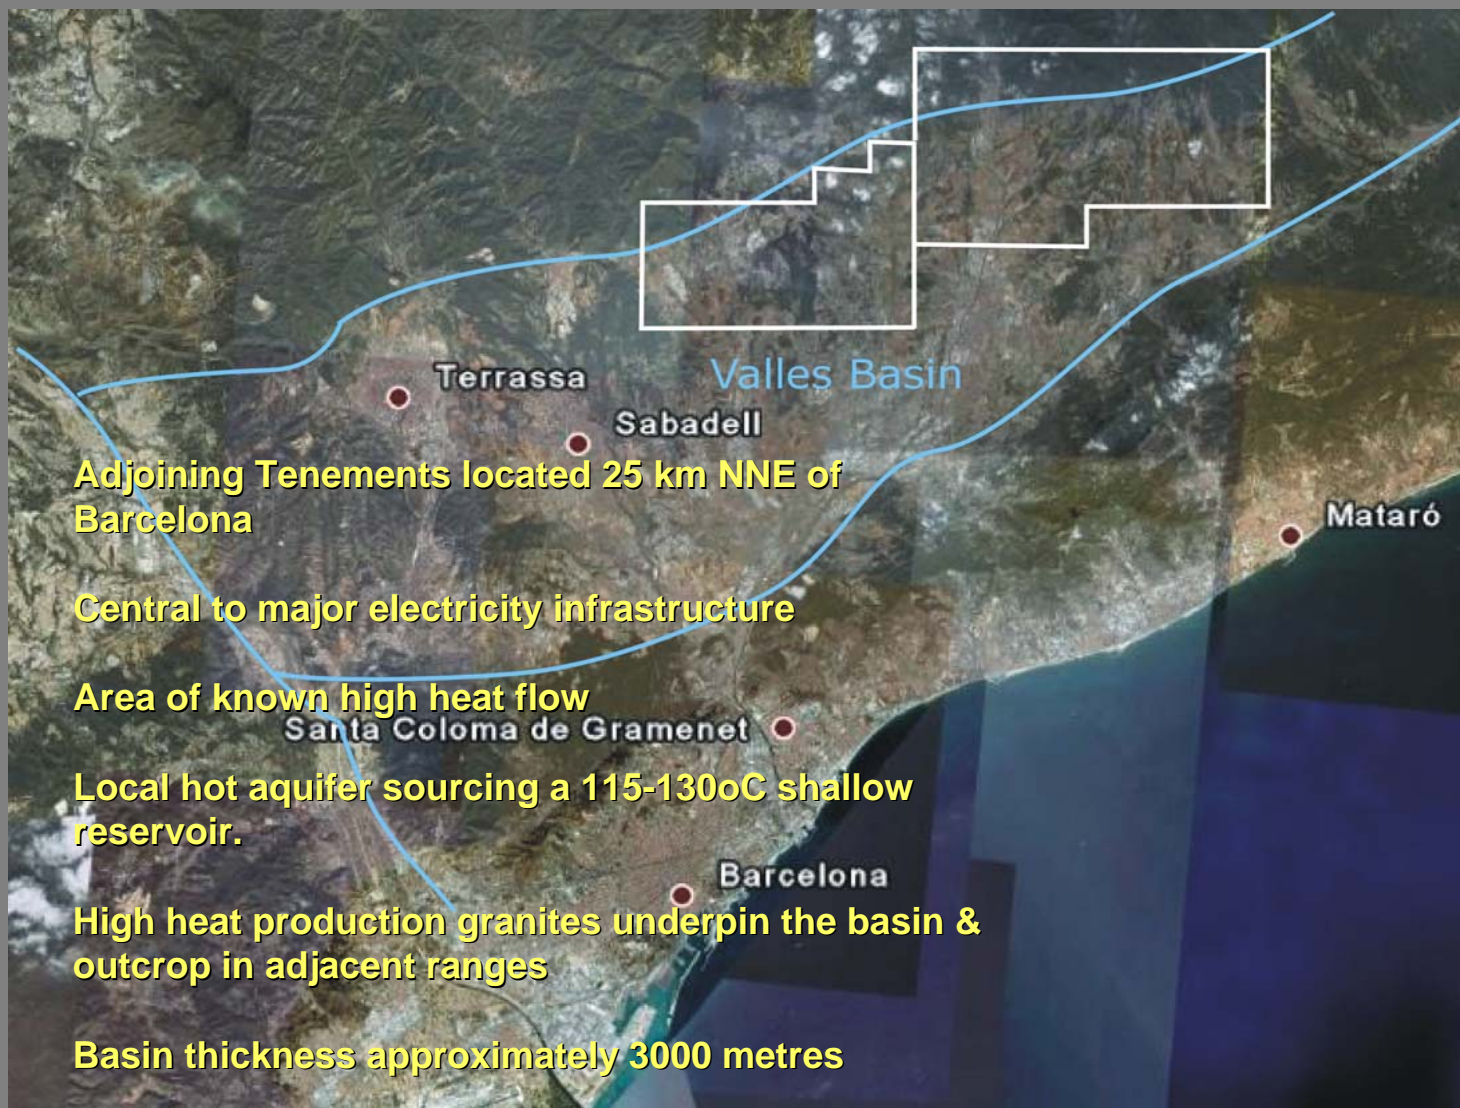 Terrassa
Valles Basin
Sabadell
Adjoining Tenements located 25 km NNE of
Barcelona
Mataró
Central to major electricity infrastructure
Area of known high heat flow
Santa Coloma de Gramenet
Local hot aquifer sourcing a 115-130oC shallow
reservoir.
Barcelona
High heat production granites underpin the basin &
outcrop in adjacent ranges
Basin thickness approximately 3000 metres